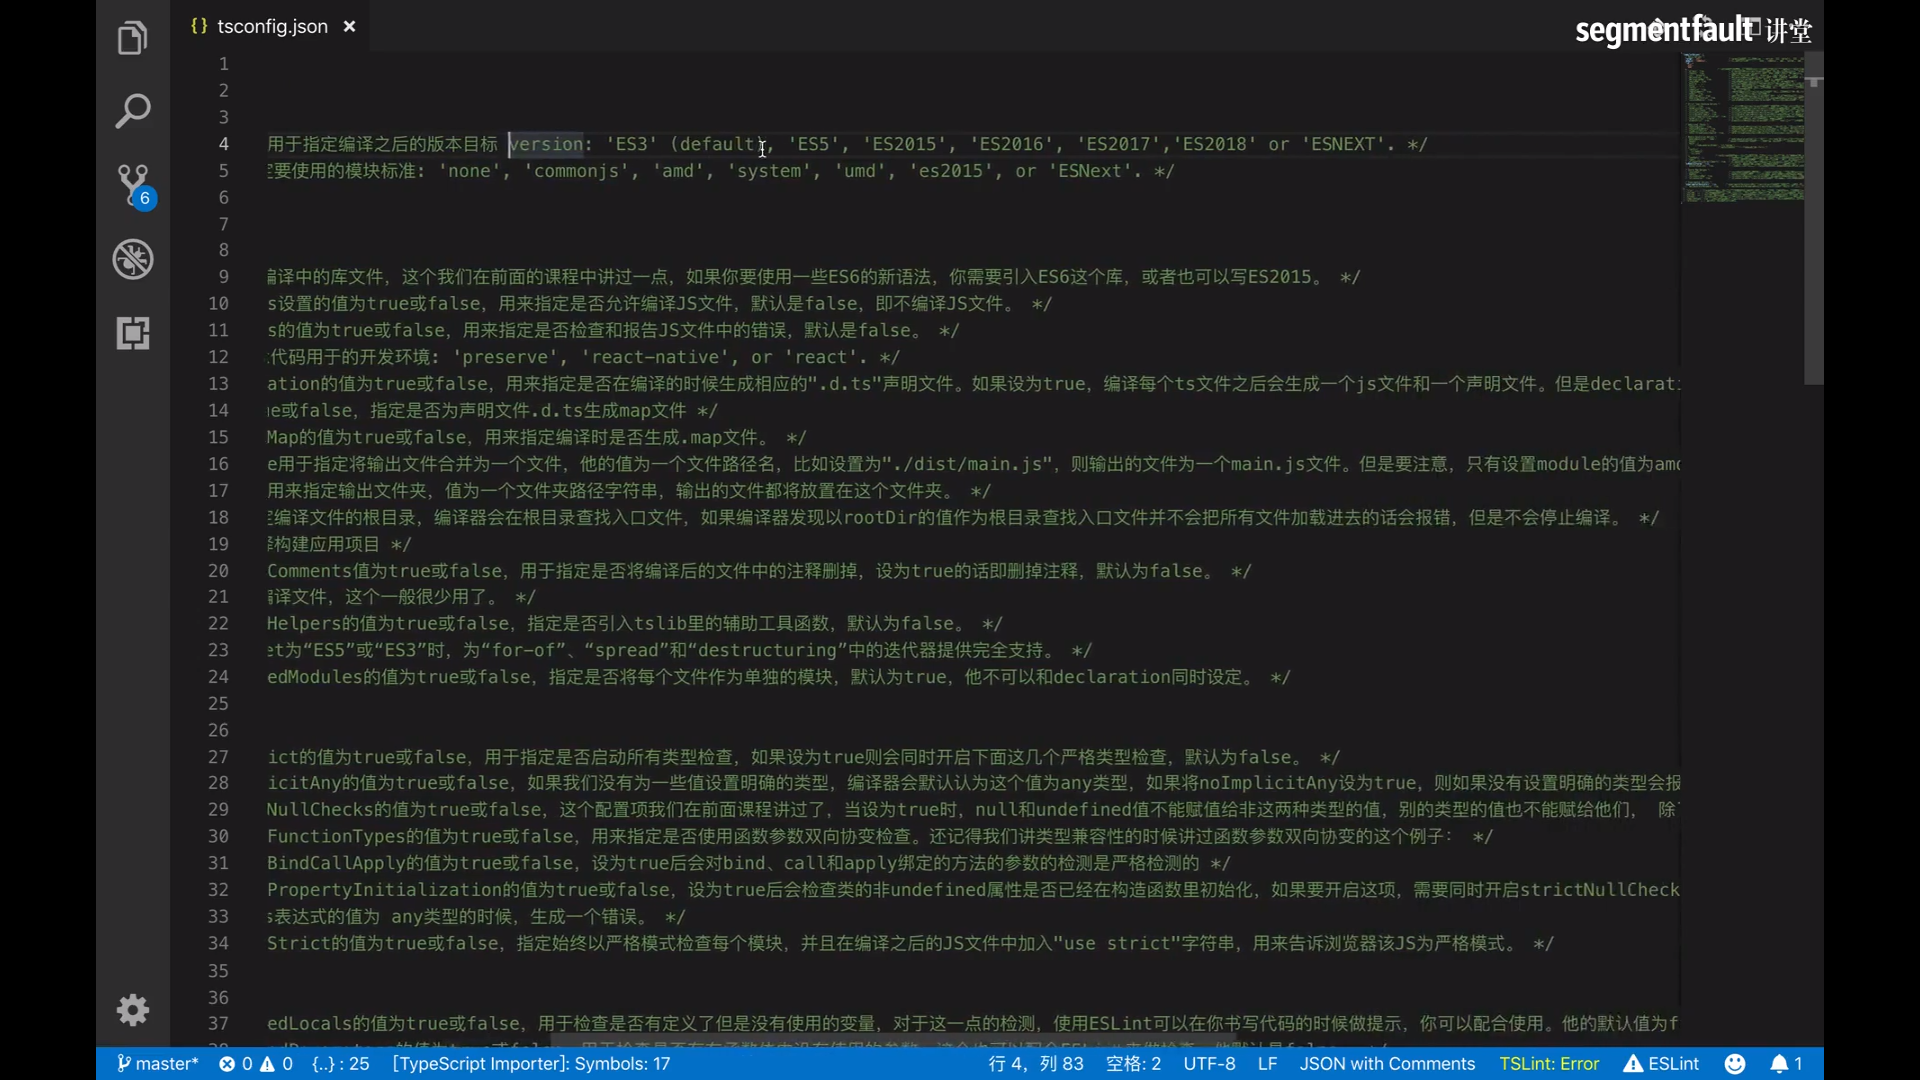 {} tsconfig.json ×
segmentfault 讲堂
1
2
3
4 用于指定编译之后的版本目标 version: 'ES3' (default), 'ES5', 'ES2015', 'ES2016', 'ES2017','ES2018' or 'ESNEXT'. */
5 要使用的模块标准: 'none', 'commonjs', 'amd', 'system', 'umd', 'es2015', or 'ESNext'. */
6
7
8
9 编译中的库文件，这个我们在前面的课程中讲过一点，如果你要使用一些ES6的新语法，你需要引入ES6这个库，或者也可以写ES2015。 */
10 s设置的值为true或false，用来指定是否允许编译JS文件，默认是false，即不编译JS文件。 */
11 s的值为true或false，用来指定是否检查和报告JS文件中的错误，默认是false。 */
12 代码用于的开发环境: 'preserve', 'react-native', or 'react'. */
13 ation的值为true或false，用来指定是否在编译的时候生成相应的".d.ts"声明文件。如果设为true，编译每个ts文件之后会生成一个js文件和一个声明文件。但是declarati
14 ue或false，指定是否为声明文件.d.ts生成map文件 */
15 Map的值为true或false，用来指定编译时是否生成.map文件。 */
16 e用于指定将输出文件合并为一个文件，他的值为一个文件路径名，比如设置为"./dist/main.js"，则输出的文件为一个main.js文件。但是要注意，只有设置module的值为amd
17 用来指定输出文件夹，值为一个文件夹路径字符串，输出的文件都将放置在这个文件夹。 */
18 编译文件的根目录，编译器会在根目录查找入口文件，如果编译器发现以rootDir的值作为根目录查找入口文件并不会把所有文件加载进去的话会报错，但是不会停止编译。 */
19 构建应用项目 */
20 Comments值为true或false，用于指定是否将编译后的文件中的注释删掉，设为true的话即删掉注释，默认为false。 */
21 编译文件，这个一般很少用了。 */
22 Helpers的值为true或false，指定是否引入tslib里的辅助工具函数，默认为false。 */
23 et为“ES5”或“ES3”时，为“for-of”、“spread”和“destructuring”中的迭代器提供完全支持。 */
24 edModules的值为true或false，指定是否将每个文件作为单独的模块，默认为true，他不可以和declaration同时设定。 */
25
26
27 ict的值为true或false，用于指定是否启动所有类型检查，如果设为true则会同时开启下面这几个严格类型检查，默认为false。 */
28 icitAny的值为true或false，如果我们没有为一些值设置明确的类型，编译器会默认认为这个值为any类型，如果将noImplicitAny设为true，则如果没有设置明确的类型会报
29 NullChecks的值为true或false，这个配置项我们在前面课程讲过了，当设为true时，null和undefined值不能赋值给非这两种类型的值，别的类型的值也不能赋给他们， 除
30 FunctionTypes的值为true或false，用来指定是否使用函数参数双向协变检查。还记得我们讲类型兼容性的时候讲过函数参数双向协变的这个例子： */
31 BindCallApply的值为true或false，设为true后会对bind、call和apply绑定的方法的参数的检测是严格检测的 */
32 PropertyInitialization的值为true或false，设为true后会检查类的非undefined属性是否已经在构造函数里初始化，如果要开启这项，需要同时开启strictNullCheck
33 s表达式的值为 any类型的时候，生成一个错误。 */
34 Strict的值为true或false，指定始终以严格模式检查每个模块，并且在编译之后的JS文件中加入"use strict"字符串，用来告诉浏览器该JS为严格模式。 */
35
36
37 edLocals的值为true或false，用于检查是否有定义了但是没有使用的变量，对于这一点的检测，使用ESLint可以在你书写代码的时候做提示，你可以配合使用。他的默认值为f
6
master* 0 0 {..} : 25 [TypeScript Importer]: Symbols: 17 行 4，列 83 空格: 2 UTF-8 LF JSON with Comments TSLint: Error ESLint 1